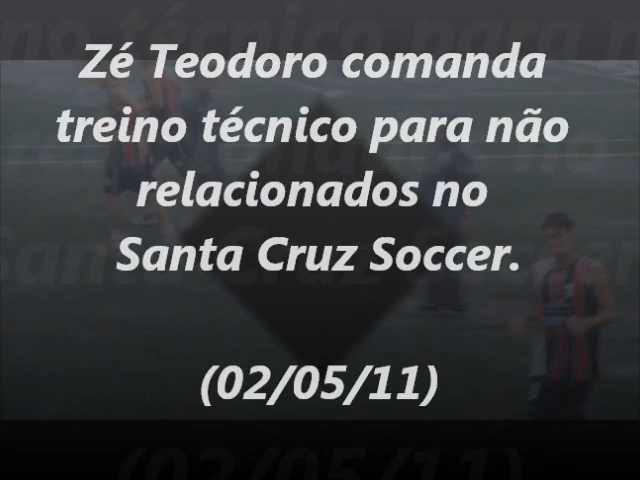 Zé Teodoro comanda
treino técnico para não
relacionados no
Santa Cruz Soccer.
(02/05/11)